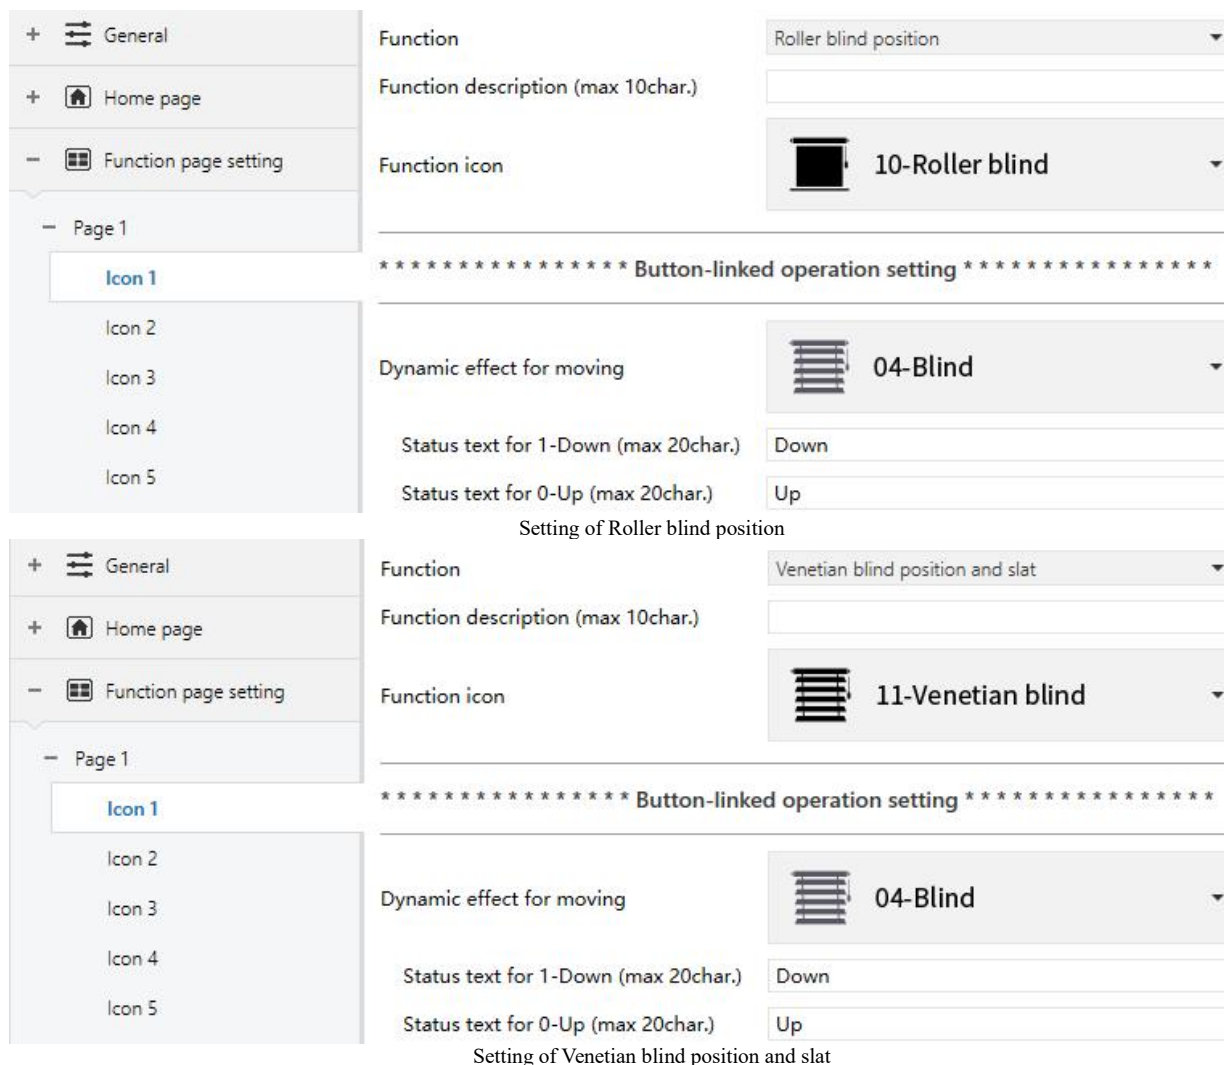 + General
Function
Roller blind position
Function description (max 10char.)
+ Home page
− Function page setting
Function icon
10-Roller blind
− Page 1
Icon 1
* * * * * * * * * * * * * * * * Button-linked operation setting * * * * * * * * * * * * * * * *
Icon 2
Dynamic effect for moving
04-Blind
Icon 3
Icon 4
Status text for 1-Down (max 20char.)
Down
Icon 5
Status text for 0-Up (max 20char.)
Up
Setting of Roller blind position
+ General
Function
Venetian blind position and slat
Function description (max 10char.)
+ Home page
− Function page setting
Function icon
11-Venetian blind
− Page 1
Icon 1
* * * * * * * * * * * * * * * * Button-linked operation setting * * * * * * * * * * * * * * * *
Icon 2
Dynamic effect for moving
04-Blind
Icon 3
Icon 4
Status text for 1-Down (max 20char.)
Down
Icon 5
Status text for 0-Up (max 20char.)
Up
Setting of Venetian blind position and slat